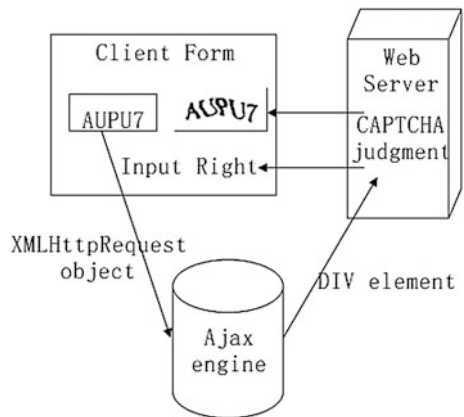 Client Form
AUPU7
AUPU7
Input Right
Web
Server
CAPTCHA
judgment
XMLHttpRequest
object
DIV element
Ajax
engine